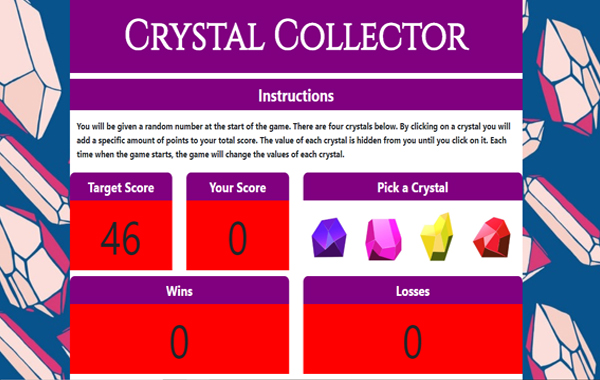 Crystal Collector
Instructions
You will be given a random number at the start of the game. There are four crystals below. By clicking on a crystal you will
add a specific amount of points to your total score. The value of each crystal is hidden from you until you click on it. Each
time when the game starts, the game will change the values of each crystal.
Target Score
46
Your Score
0
Pick a Crystal
Wins
0
Losses
0